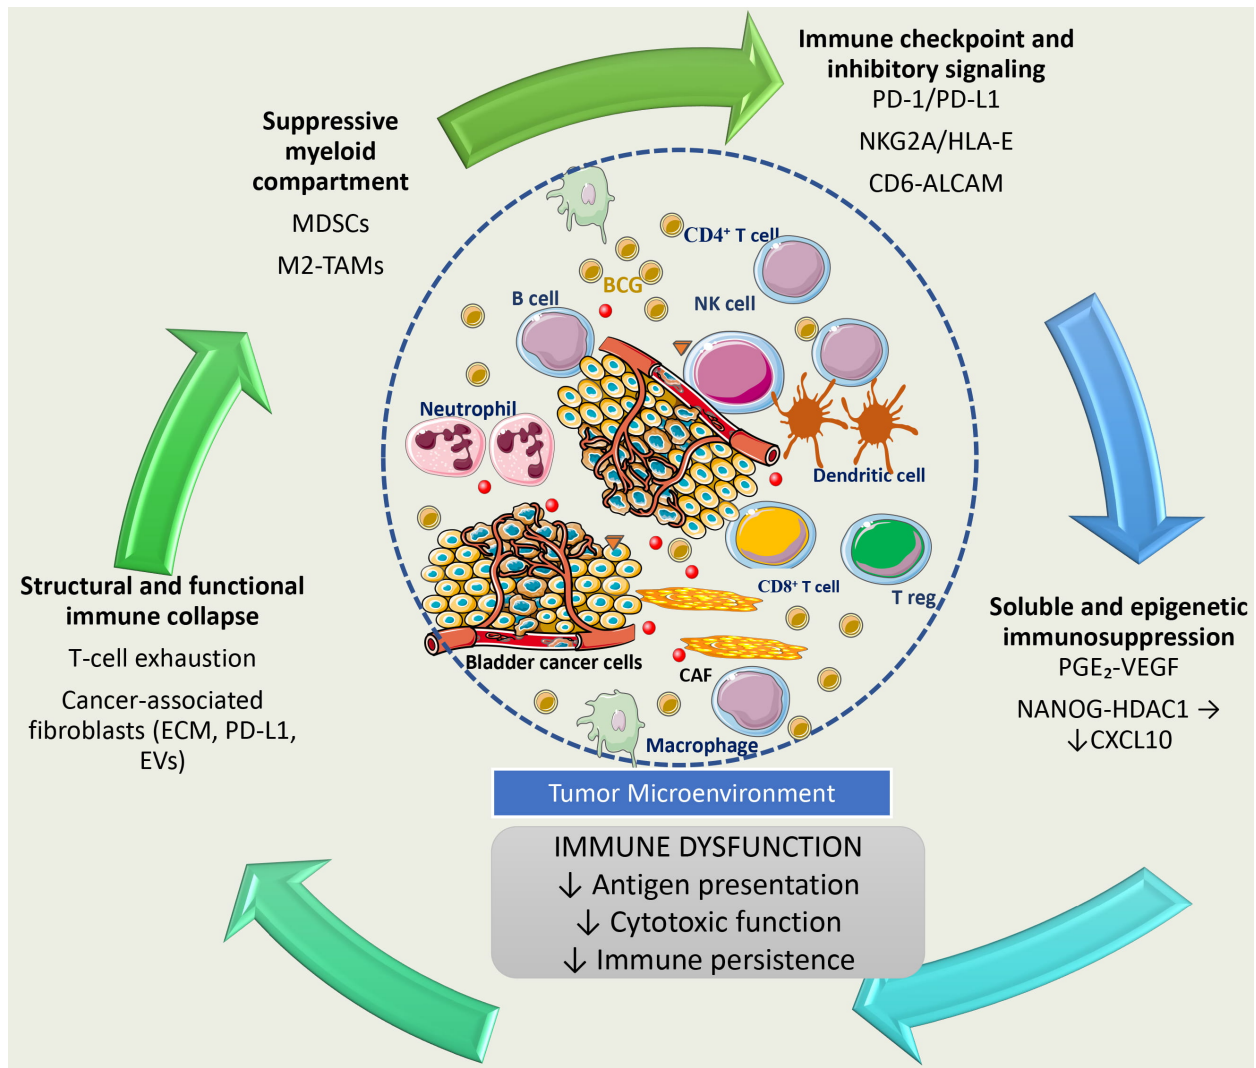 Immune checkpoint and
inhibitory signaling
PD-1/PD-L1
NKG2A/HLA-E
CD6-ALCAM
Suppressive
myeloid
compartment
MDSCs
M2-TAMs
CD4⁺ T cell
BCG
B cell
NK cell
Neutrophil
Dendritic cell
CD8⁺ T cell
T reg
Bladder cancer cells
CAF
Macrophage
Structural and functional
immune collapse
T-cell exhaustion
Cancer-associated
fibroblasts (ECM, PD-L1,
EVs)
Soluble and epigenetic
immunosuppression
PGE₂-VEGF
NANOG-HDAC1 →
↓CXCL10
Tumor Microenvironment
IMMUNE DYSFUNCTION
↓ Antigen presentation
↓ Cytotoxic function
↓ Immune persistence